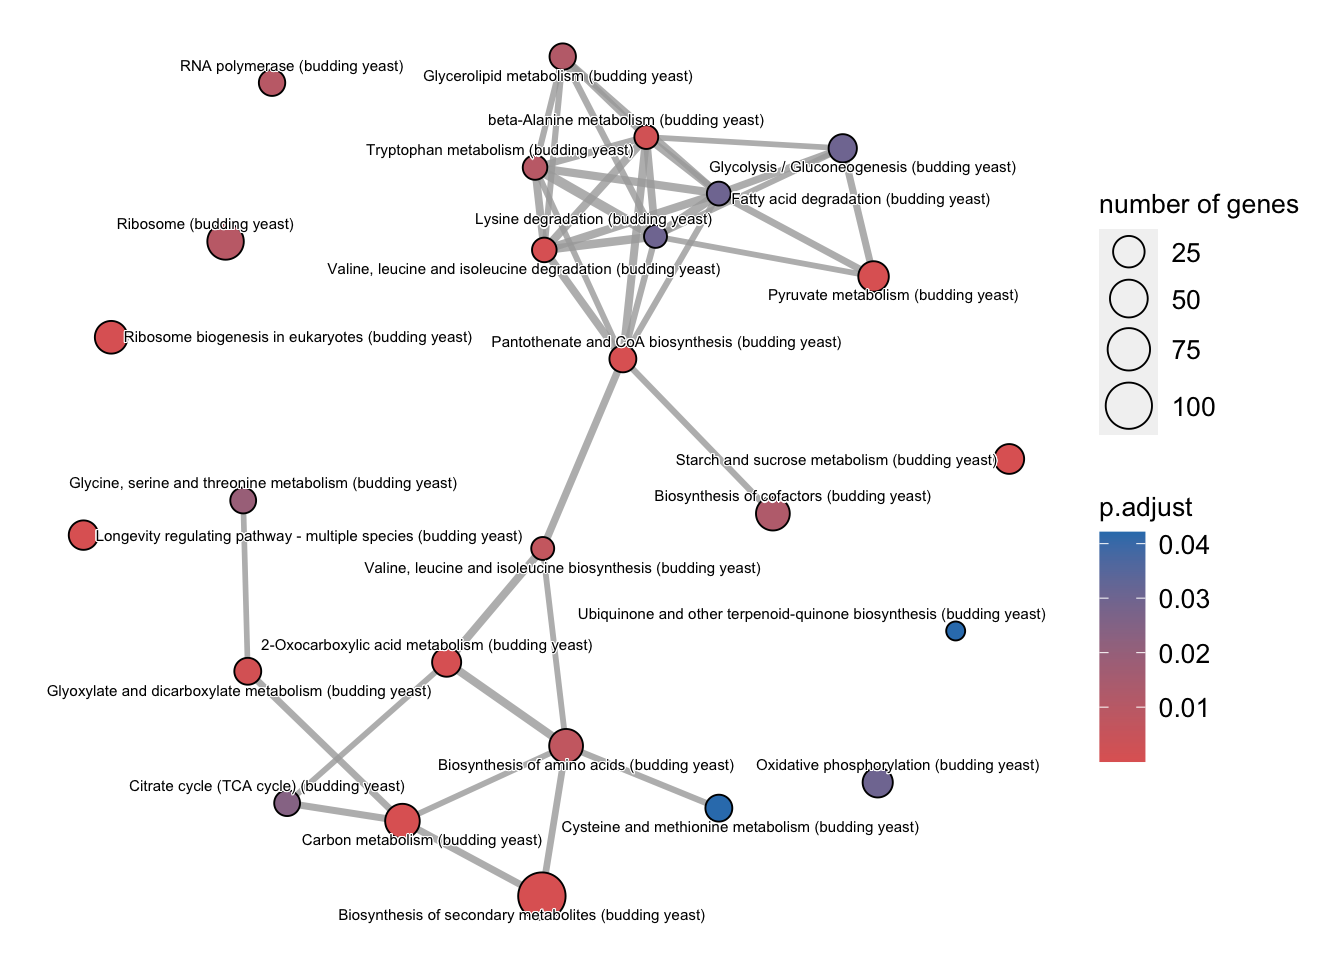 RNA polymerase (budding yeast)
Glycerolipid metabolism (budding yeast)
beta-Alanine metabolism (budding yeast)
Tryptophan metabolism (budding yeast)
Glycolysis / Gluconeogenesis (budding yeast)
Fatty acid degradation (budding yeast)
Ribosome (budding yeast)
Lysine degradation (budding yeast)
Valine, leucine and isoleucine degradation (budding yeast)
Pyruvate metabolism (budding yeast)
Ribosome biogenesis in eukaryotes (budding yeast)
Pantothenate and CoA biosynthesis (budding yeast)
Starch and sucrose metabolism (budding yeast)
Glycine, serine and threonine metabolism (budding yeast)
Biosynthesis of cofactors (budding yeast)
Longevity regulating pathway - multiple species (budding yeast)
Valine, leucine and isoleucine biosynthesis (budding yeast)
Ubiquinone and other terpenoid-quinone biosynthesis (budding yeast)
2-Oxocarboxylic acid metabolism (budding yeast)
Glyoxylate and dicarboxylate metabolism (budding yeast)
Biosynthesis of amino acids (budding yeast)
Oxidative phosphorylation (budding yeast)
Citrate cycle (TCA cycle) (budding yeast)
Cysteine and methionine metabolism (budding yeast)
Carbon metabolism (budding yeast)
Biosynthesis of secondary metabolites (budding yeast)
number of genes
25
50
75
100
p.adjust
0.04
0.03
0.02
0.01